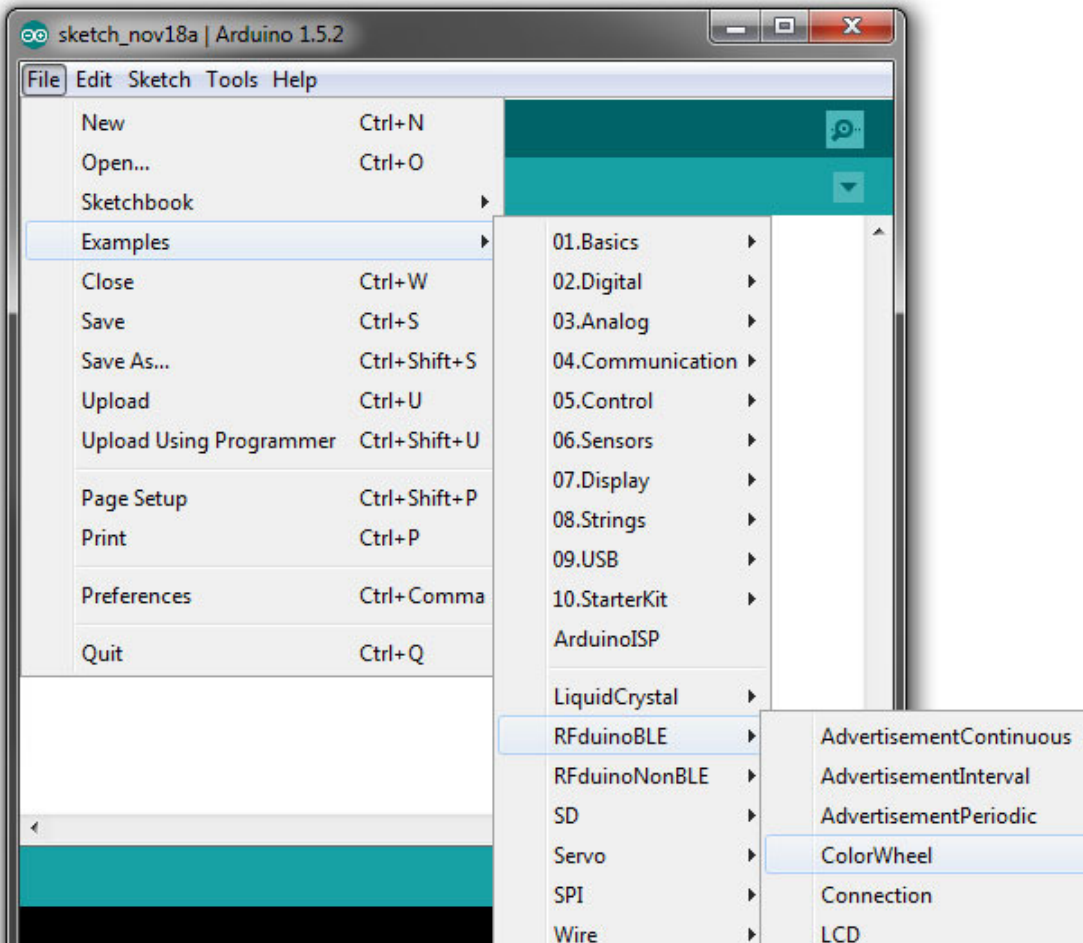 sketch_nov18a | Arduino 1.5.2
File Edit Sketch Tools Help
New Ctrl+N
Open... Ctrl+O
Sketchbook
Examples
Close Ctrl+W
Save Ctrl+S
Save As... Ctrl+Shift+S
Upload Ctrl+U
Upload Using Programmer Ctrl+Shift+U
Page Setup Ctrl+Shift+P
Print Ctrl+P
Preferences Ctrl+Comma
Quit Ctrl+Q
01.Basics
02.Digital
03.Analog
04.Communication
05.Control
06.Sensors
07.Display
08.Strings
09.USB
10.StarterKit
ArduinoISP
LiquidCrystal
RFduinoBLE
RFduinoNonBLE
SD
Servo
SPI
Wire
AdvertisementContinuous
AdvertisementInterval
AdvertisementPeriodic
ColorWheel
Connection
LCD